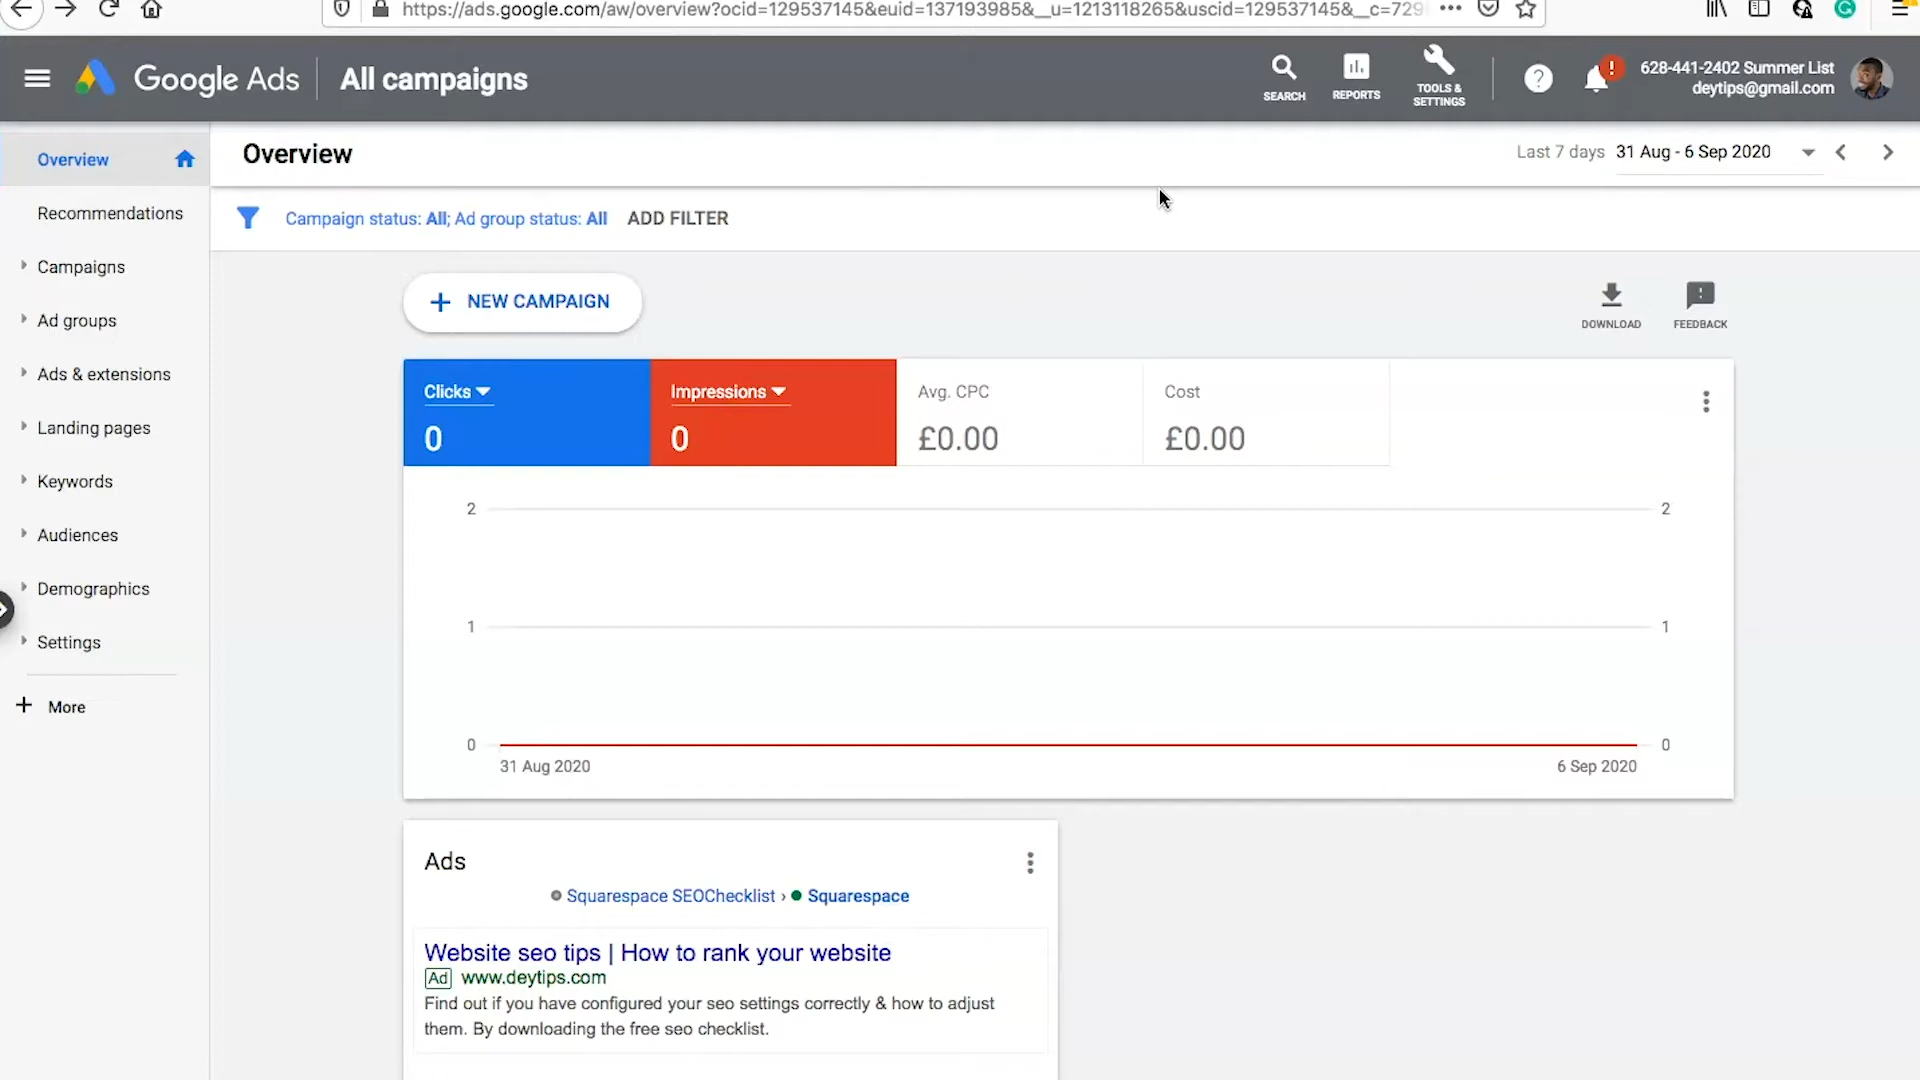 https://ads.google.com/aw/overview?ocid=129537145&euid=137193985&__u=1213118265&uscid=129537145&__c=729
Google Ads
All campaigns
SEARCH
REPORTS
TOOLS &
SETTINGS
628-441-2402 Summer List
deytips@gmail.com
Overview
Overview
Last 7 days
31 Aug - 6 Sep 2020
Recommendations
Campaign status: All; Ad group status: All
ADD FILTER
Campaigns
Ad groups
Ads & extensions
Landing pages
Keywords
Audiences
Demographics
Settings
More
NEW CAMPAIGN
DOWNLOAD
FEEDBACK
Clicks
0
Impressions
0
Avg. CPC
£0.00
Cost
£0.00
2
2
1
1
0
0
31 Aug 2020
6 Sep 2020
Ads
Squarespace SEOChecklist › Squarespace
Website seo tips | How to rank your website
Ad www.deytips.com
Find out if you have configured your seo settings correctly & how to adjust
them. By downloading the free seo checklist.